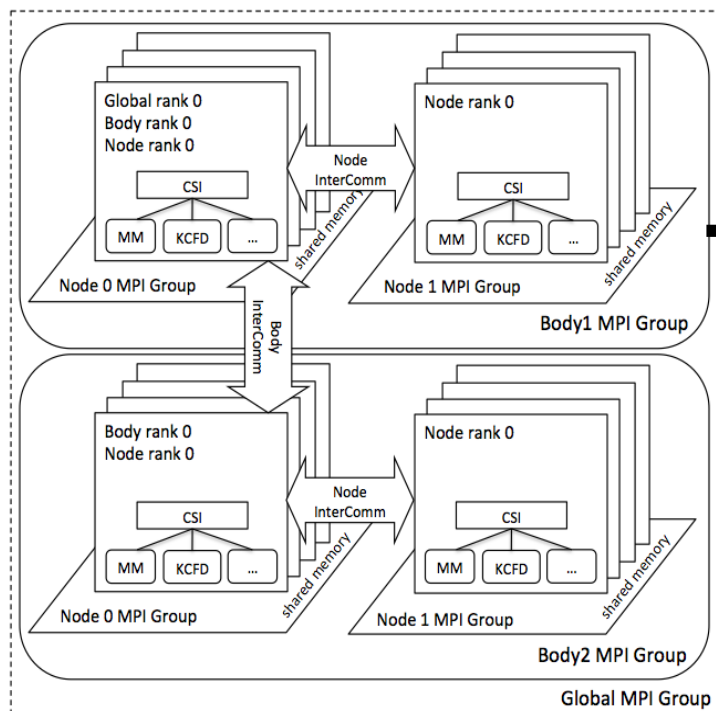 Global rank 0
Body rank 0
Node rank 0
CSI
MM
KCFD
...
shared memory
Node 0 MPI Group
Node
InterComm
Node rank 0
CSI
MM
KCFD
...
shared memory
Node 1 MPI Group
Body1 MPI Group
Body
InterComm
Body rank 0
Node rank 0
CSI
MM
KCFD
...
shared memory
Node 0 MPI Group
Node
InterComm
Node rank 0
CSI
MM
KCFD
...
shared memory
Node 1 MPI Group
Body2 MPI Group
Global MPI Group